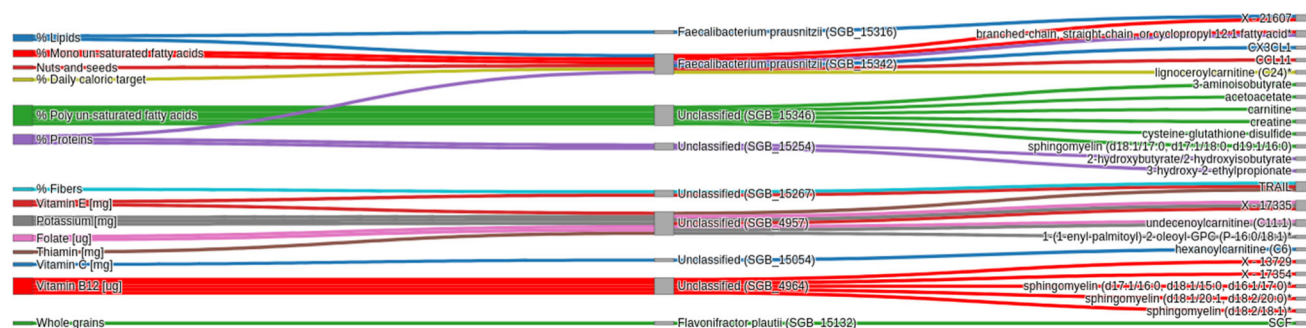 % Lipids
% Mono un-saturated fatty acids
Nuts and seeds
% Daily caloric target
% Poly un-saturated fatty acids
% Proteins
% Fibers
Vitamin E [mg]
Potassium [mg]
Folate [ug]
Thiamin [mg]
Vitamin C [mg]
Vitamin B12 [ug]
Whole-grains
Faecalibacterium prausnitzii (SGB_15316)
Faecalibacterium prausnitzii (SGB_15342)
Unclassified (SGB_15346)
Unclassified (SGB_15254)
Unclassified (SGB_15267)
Unclassified (SGB_4957)
Unclassified (SGB_15054)
Unclassified (SGB_4964)
Flavonifractor plautii (SGB_15132)
X - 21607
branched-chain, straight-chain, or cyclopropyl 12:1 fatty acid*
CX3CL1
CCL11
lignoceroylcarnitine (C24)*
3-aminoisobutyrate
acetoacetate
carnitine
creatine
cysteine-glutathione disulfide
sphingomyelin (d18:1/17:0, d17:1/18:0, d19:1/16:0)
2-hydroxybutyrate/2-hydroxyisobutyrate
3-hydroxy-2-ethylpropionate
TRAIL
X - 17335
undecenoylcarnitine (C11:1)
1-(1-enyl-palmitoyl)-2-oleoyl-GPC (P-16:0/18:1)*
hexanoylcarnitine (C6)
X - 13729
X - 17354
sphingomyelin (d17:1/16:0, d18:1/15:0, d16:1/17:0)*
sphingomyelin (d18:1/20:1, d18:2/20:0)*
sphingomyelin (d18:2/18:1)*
SCF